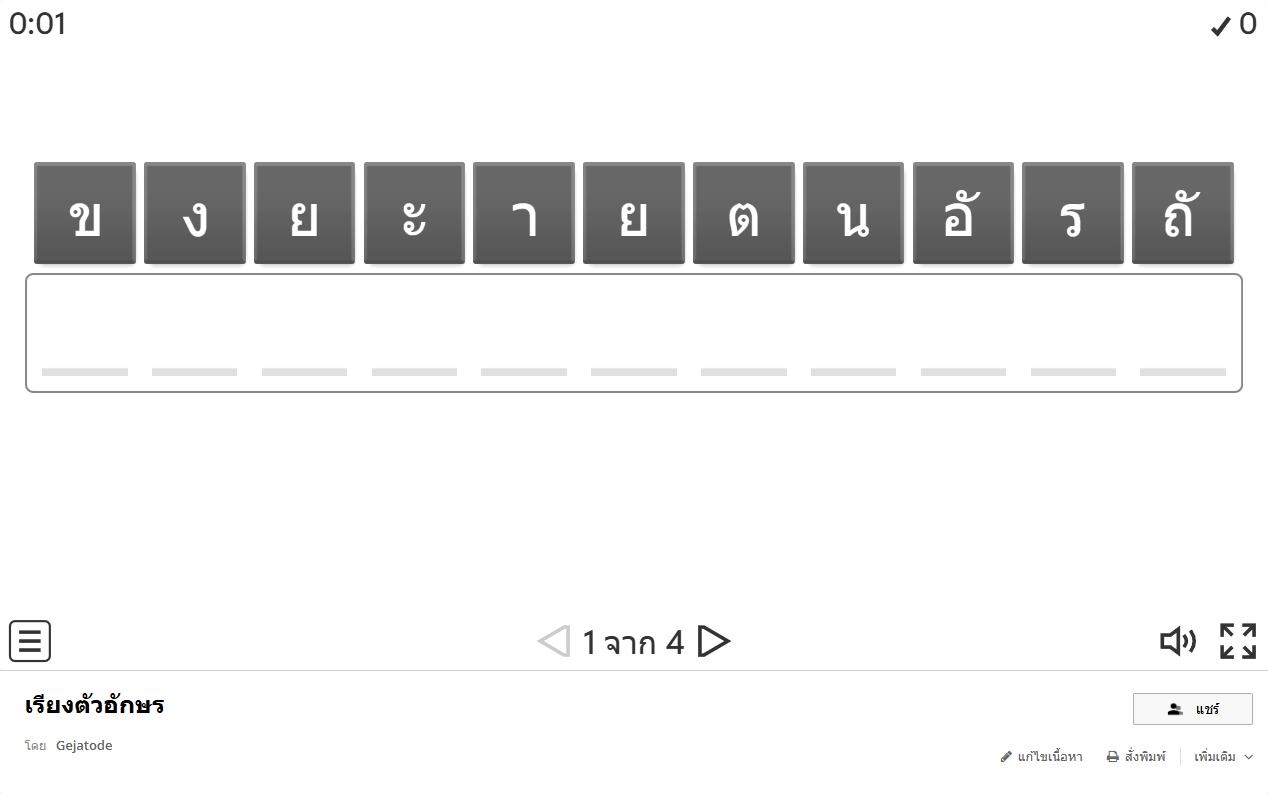 0:01
0
ข ง ย ะ า ย ต น อั ร ถั
1 จาก 4
เรียงตัวอักษร
แชร์
โดย Gejatode
แก้ไขเนื้อหา สั่งพิมพ์ เพิ่มเติม